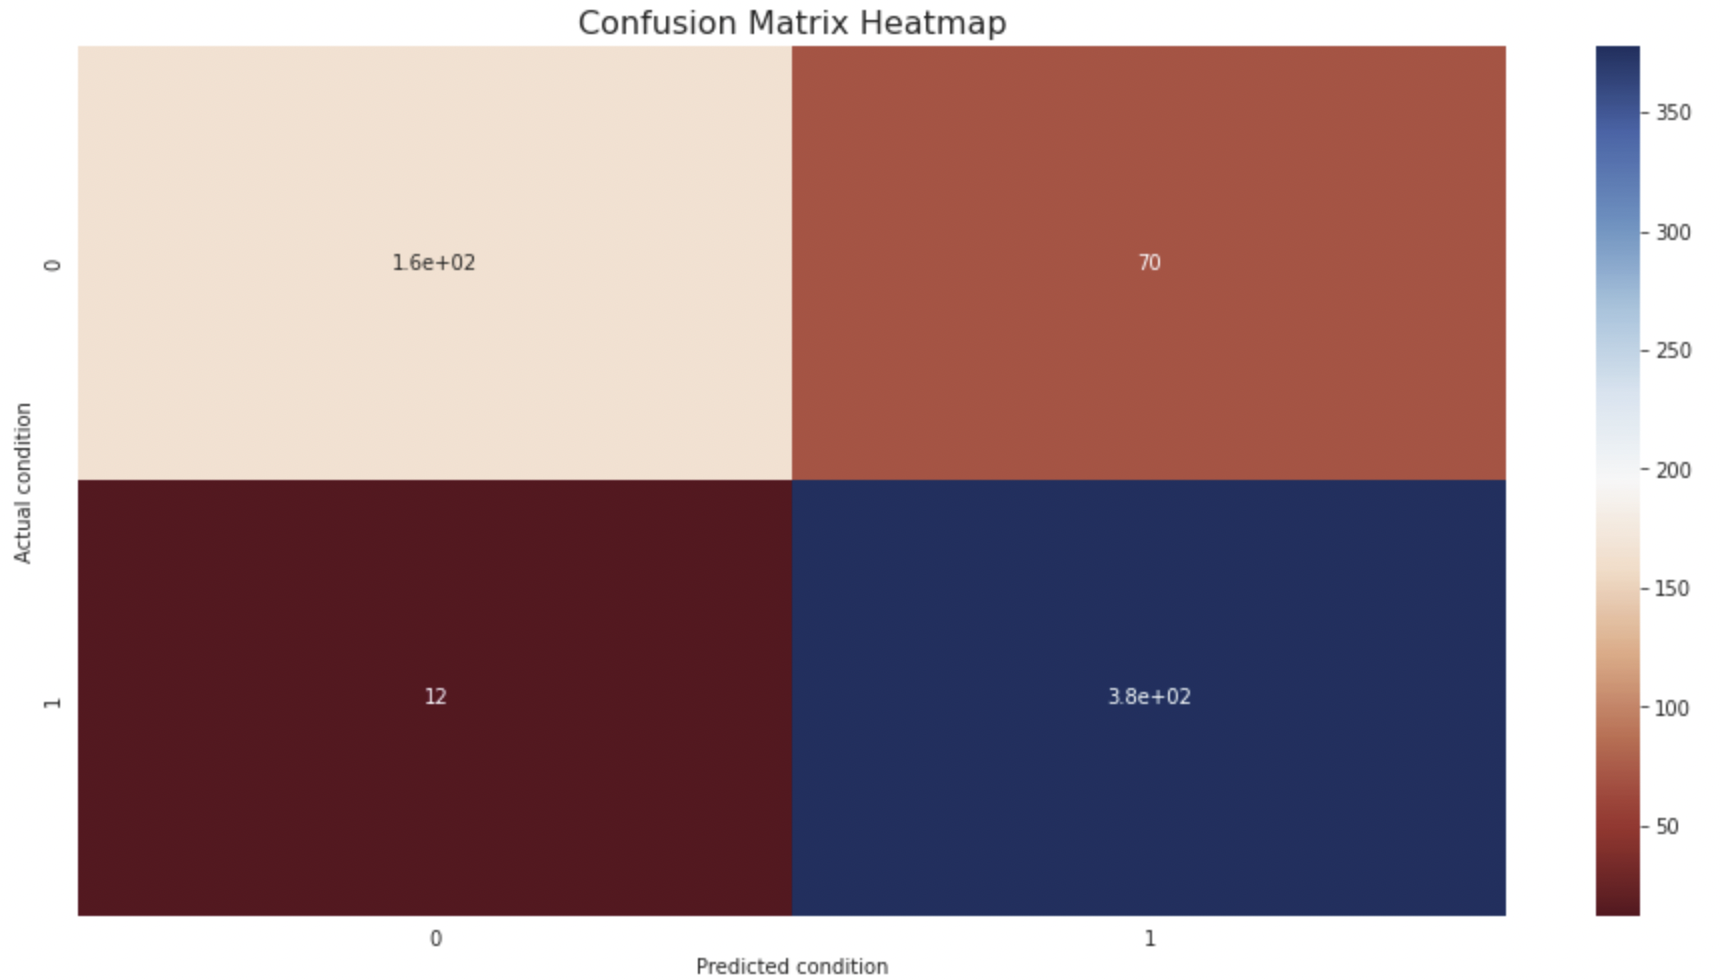 Confusion Matrix Heatmap
Actual condition
0
1
1.6e+02
70
12
3.8e+02
0
1
Predicted condition
350
300
250
200
150
100
50